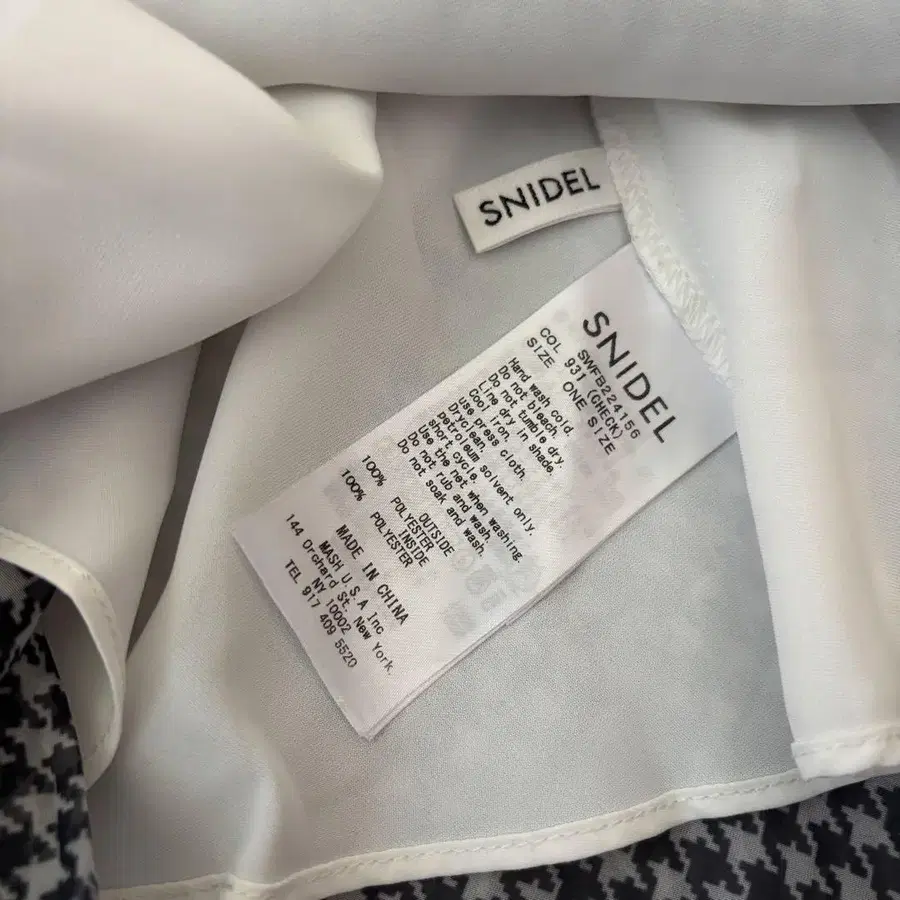 SNIDEL
SNIDEL
SWFB224156
COL 931 (CHECK)
SIZE ONE SIZE
Hand wash cold
Do not bleach.
Do not tumble dry.
Line dry in shade.
Cool iron.
use press cloth.
Dryclean.
petroleum solvent only.
short cycle.
Use the net when washing.
Do not rub and wash.
Do not soak and wash.
OUTSIDE
100% POLYESTER
INSIDE
100% POLYESTER
MADE IN CHINA
MASH U.S.A Inc
144 Orchard St. New York,
NY 10002
TEL 917 409 5520